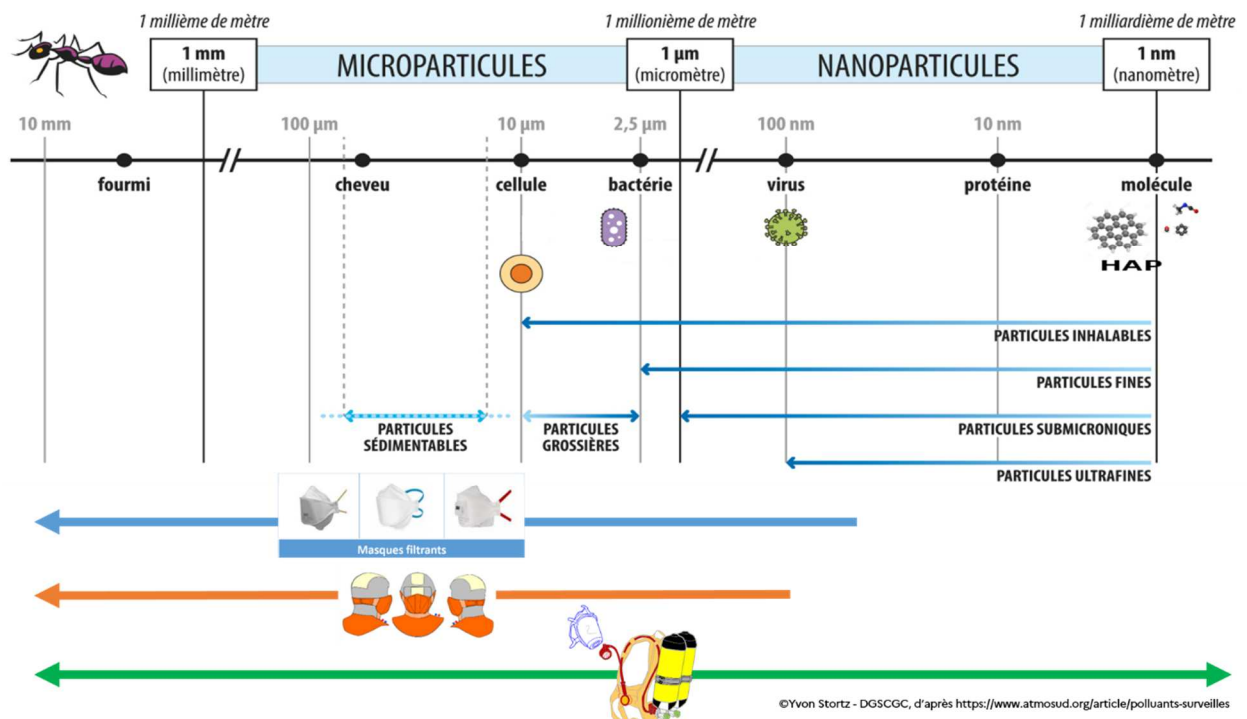 1 millième de mètre
1 millionième de mètre
1 milliardième de mètre
1 mm
(millimètre)
MICROPARTICULES
1 µm
(micromètre)
NANOPARTICULES
1 nm
(nanomètre)
10 mm
100 µm
10 µm
2,5 µm
100 nm
10 nm
fourmi
cheveu
cellule
bactérie
virus
protéine
molécule
HAP
PARTICULES INHALABLES
PARTICULES FINES
PARTICULES
SÉDIMENTABLES
PARTICULES
GROSSIÈRES
PARTICULES SUBMICRONIQUES
PARTICULES ULTRAFINES
Masques filtrants
©Yvon Stortz - DGSCGC, d'après https://www.atmosud.org/article/polluants-surveilles